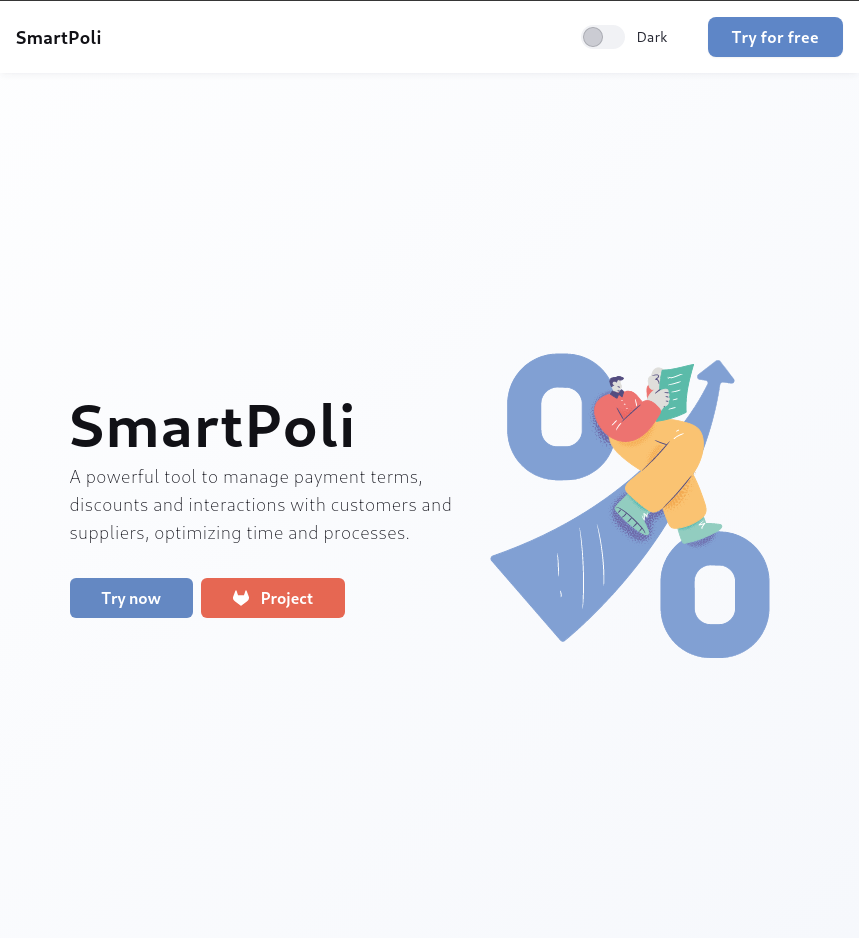 SmartPoli
Dark
Try for free
SmartPoli
A powerful tool to manage payment terms,
discounts and interactions with customers and
suppliers, optimizing time and processes.
Try now
Project